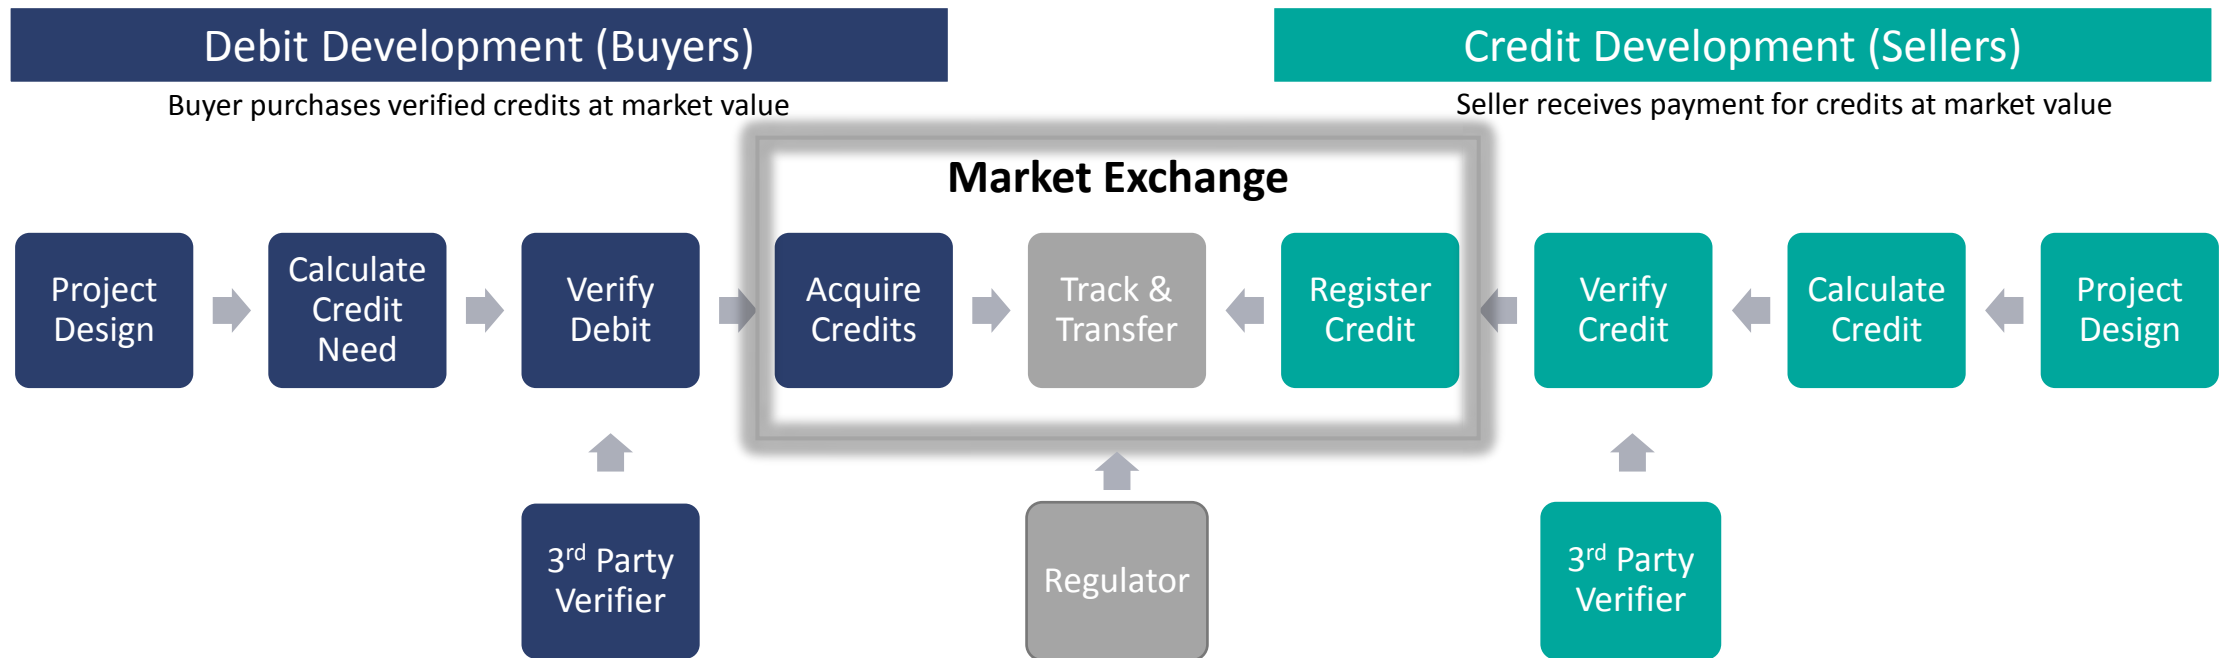 Debit Development (Buyers)
Buyer purchases verified credits at market value
Credit Development (Sellers)
Seller receives payment for credits at market value
Market Exchange
Project
Design
Calculate
Credit
Need
Verify
Debit
Acquire
Credits
Track &
Transfer
Register
Credit
Verify
Credit
Calculate
Credit
Project
Design
3rd Party
Verifier
Regulator
3rd Party
Verifier